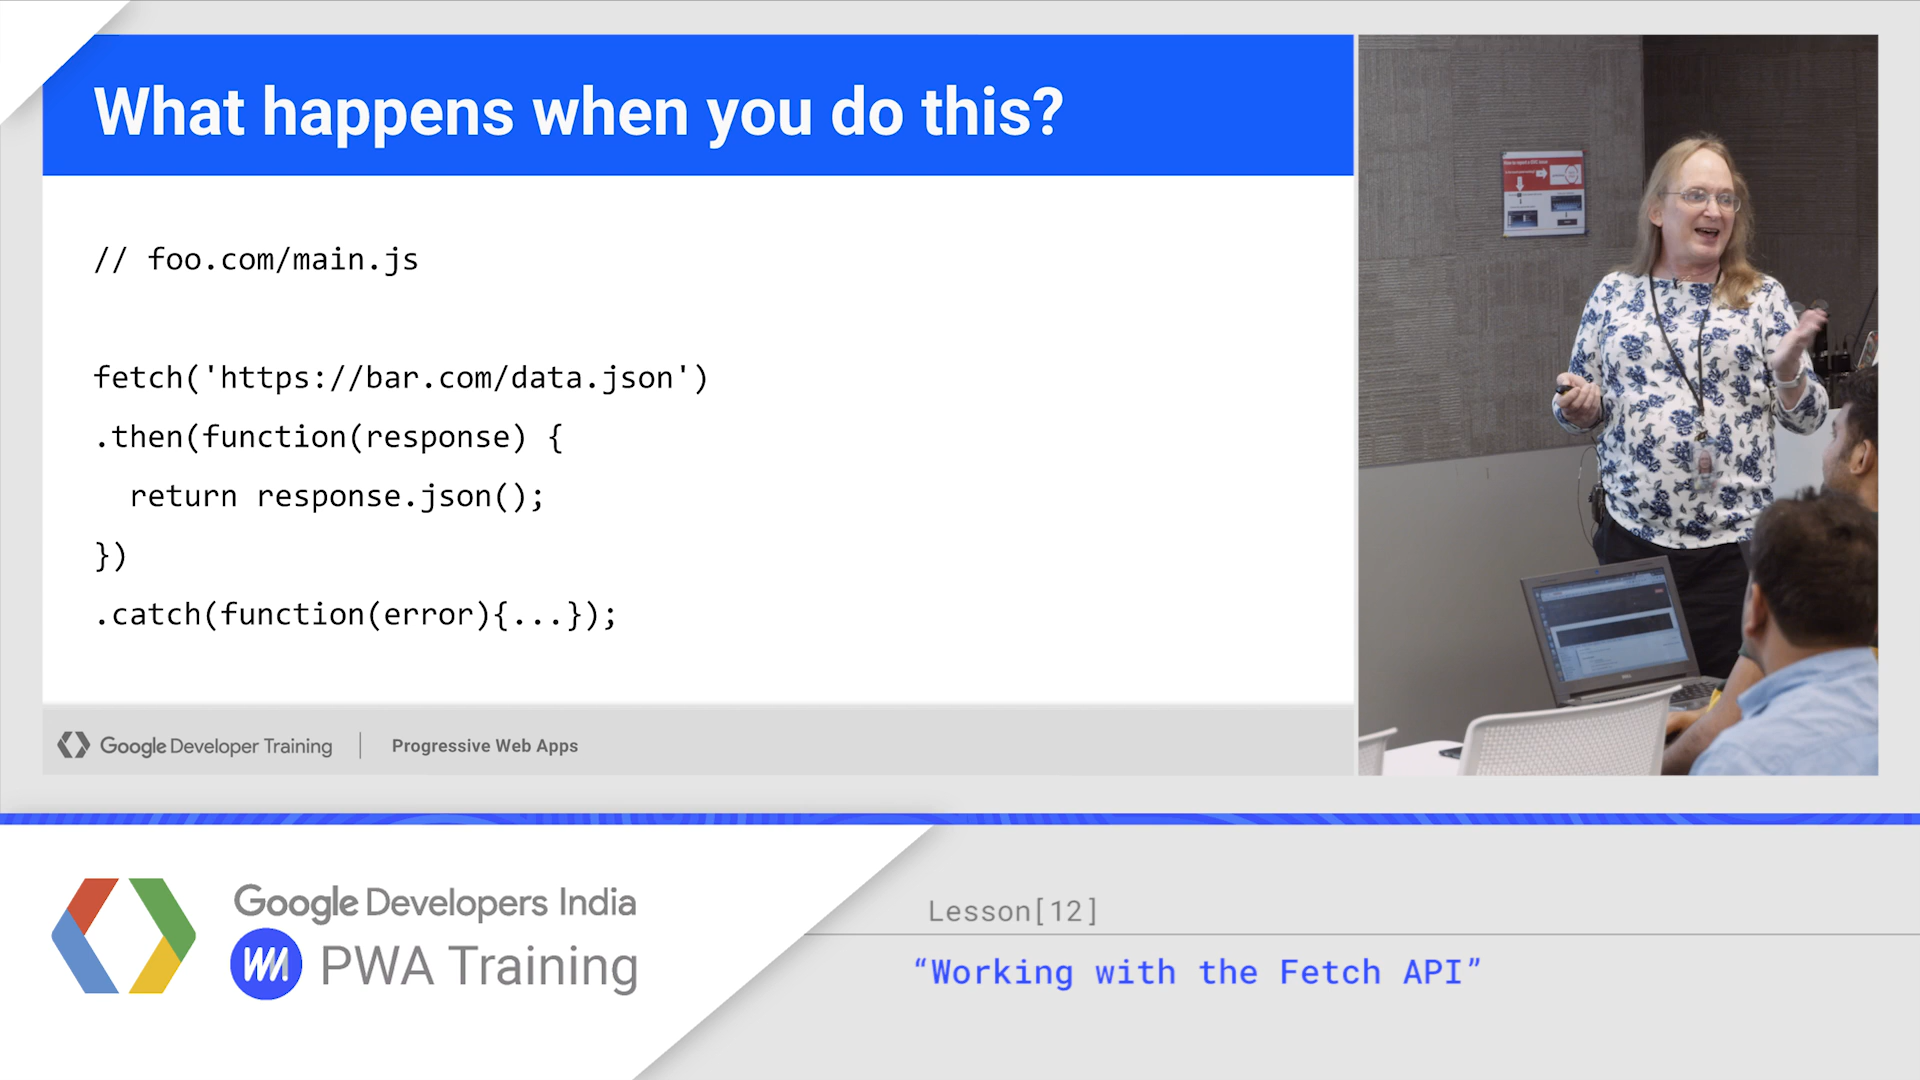 What happens when you do this?
// foo.com/main.js
fetch('https://bar.com/data.json')
.then(function(response) {
return response.json();
})
.catch(function(error){...});
Google Developer Training | Progressive Web Apps
Google Developers India
PWA Training
Lesson[12]
“Working with the Fetch API”